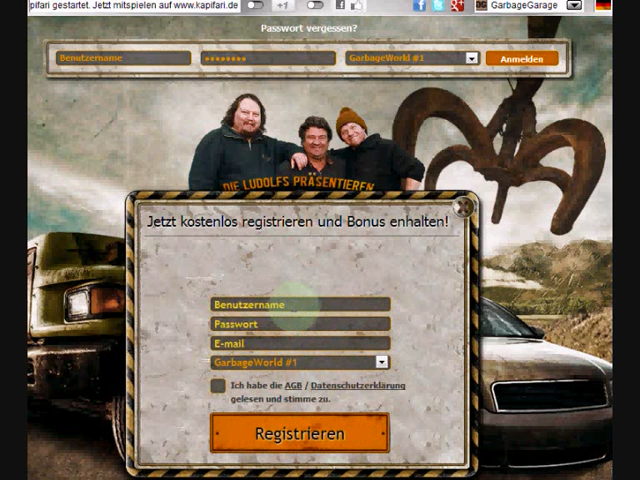 pifari gestartet. Jetzt mitspielen auf www.kapifari.de
+1
GarbageGarage
Passwort vergessen?
Benutzername
••••••••
GarbageWorld #1
Anmelden
DIE LUDOLFS PRÄSENTIEREN
Jetzt kostenlos registrieren und Bonus enhalten!
Benutzername
Passwort
E-mail
GarbageWorld #1
Ich habe die AGB / Datenschutzerklärung
gelesen und stimme zu.
Registrieren